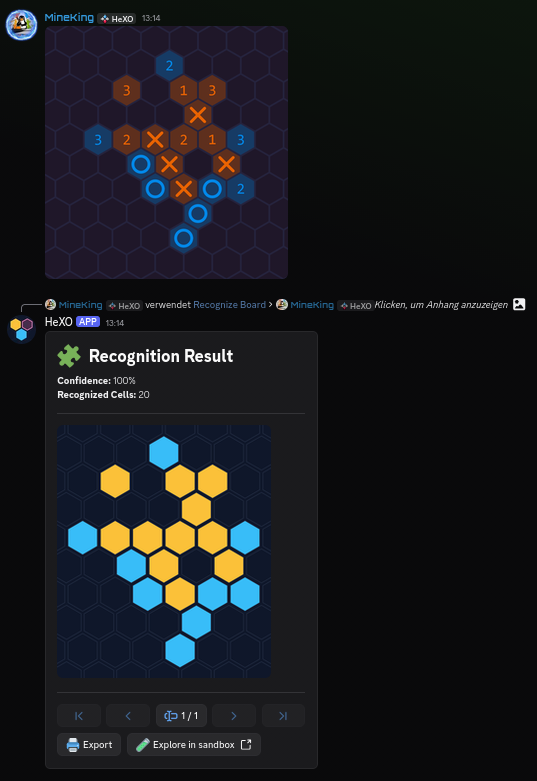 MineKing HeXO 13:14
2
3 1 3
3 2 2 1 3
2
MineKing HeXO verwendet Recognize Board MineKing HeXO Klicken, um Anhang anzuzeigen
HeXO APP 13:14
Recognition Result
Confidence: 100%
Recognized Cells: 20
1 / 1
Export Explore in sandbox